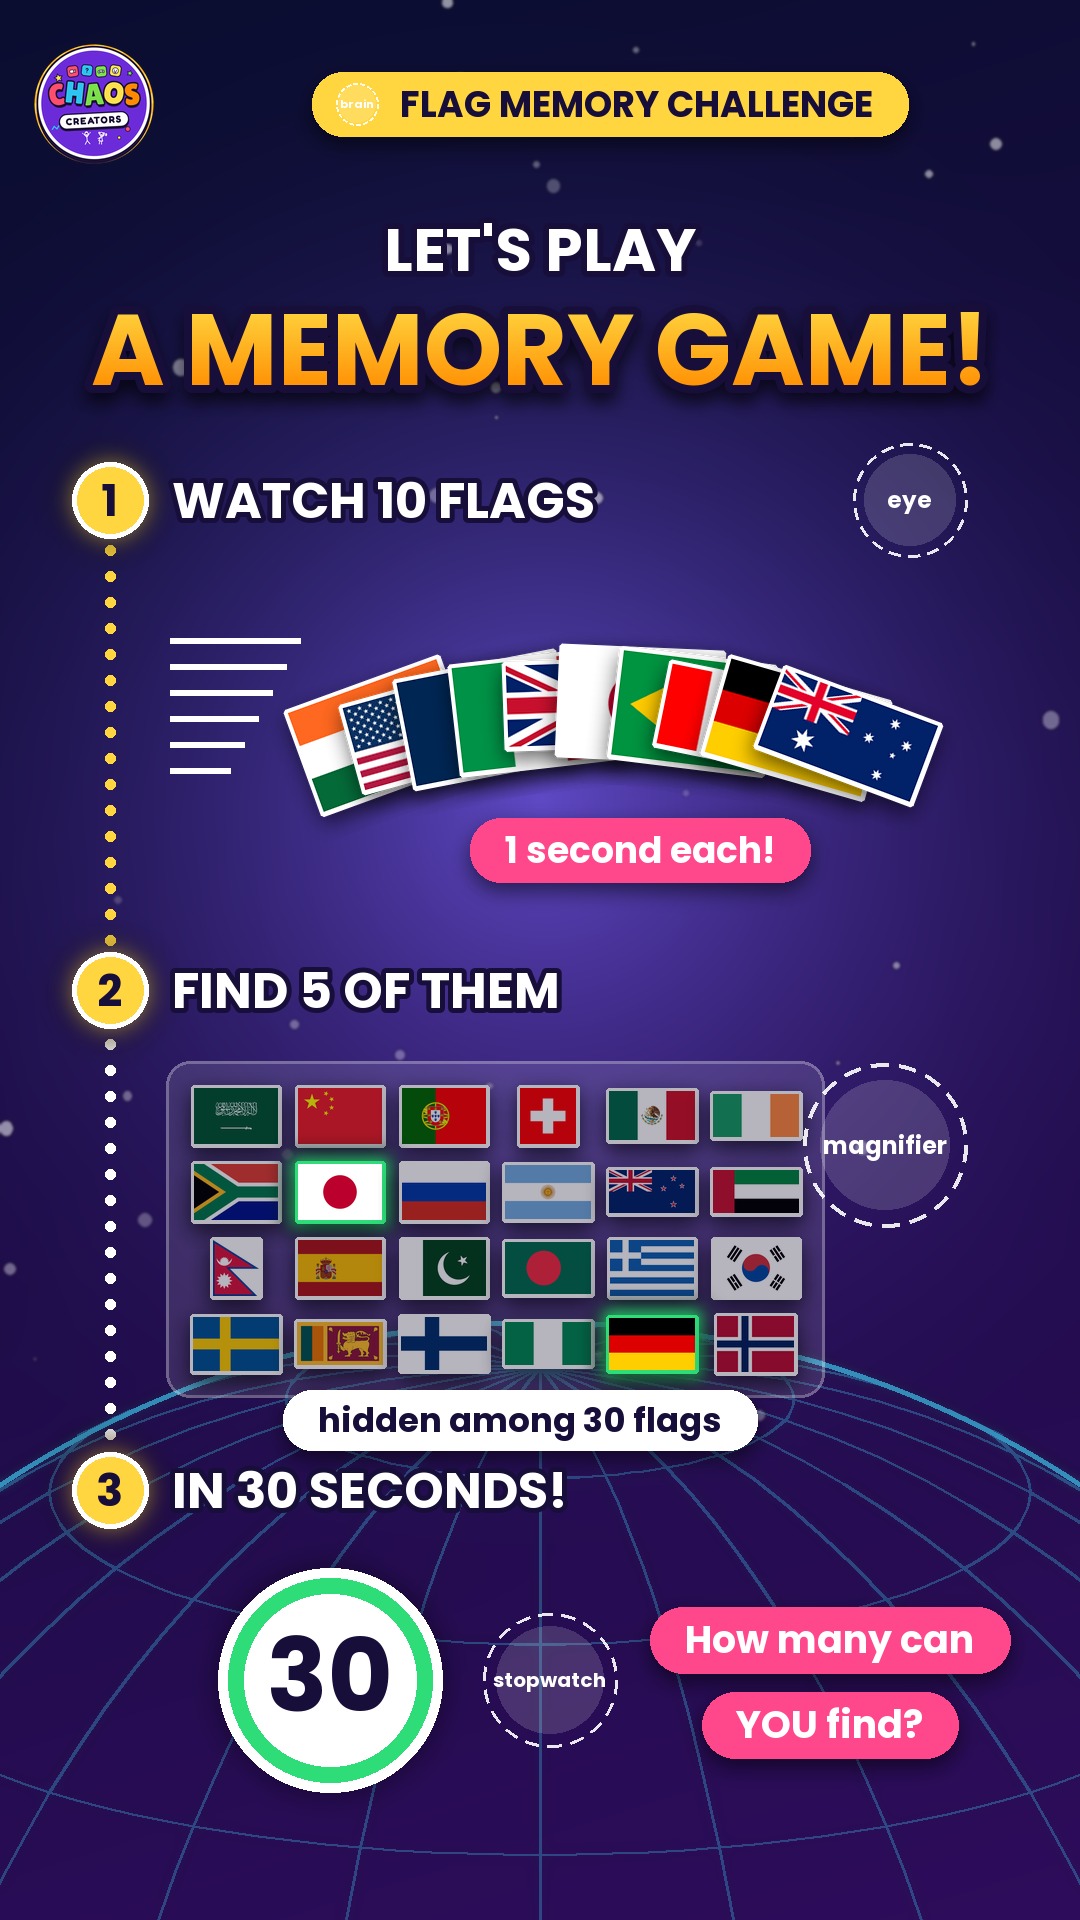 CHAOS
CREATORS
brain
FLAG MEMORY CHALLENGE
LET'S PLAY
A MEMORY GAME!
1
WATCH 10 FLAGS
eye
1 second each!
2
FIND 5 OF THEM
magnifier
hidden among 30 flags
3
IN 30 SECONDS!
30
stopwatch
How many can
YOU find?